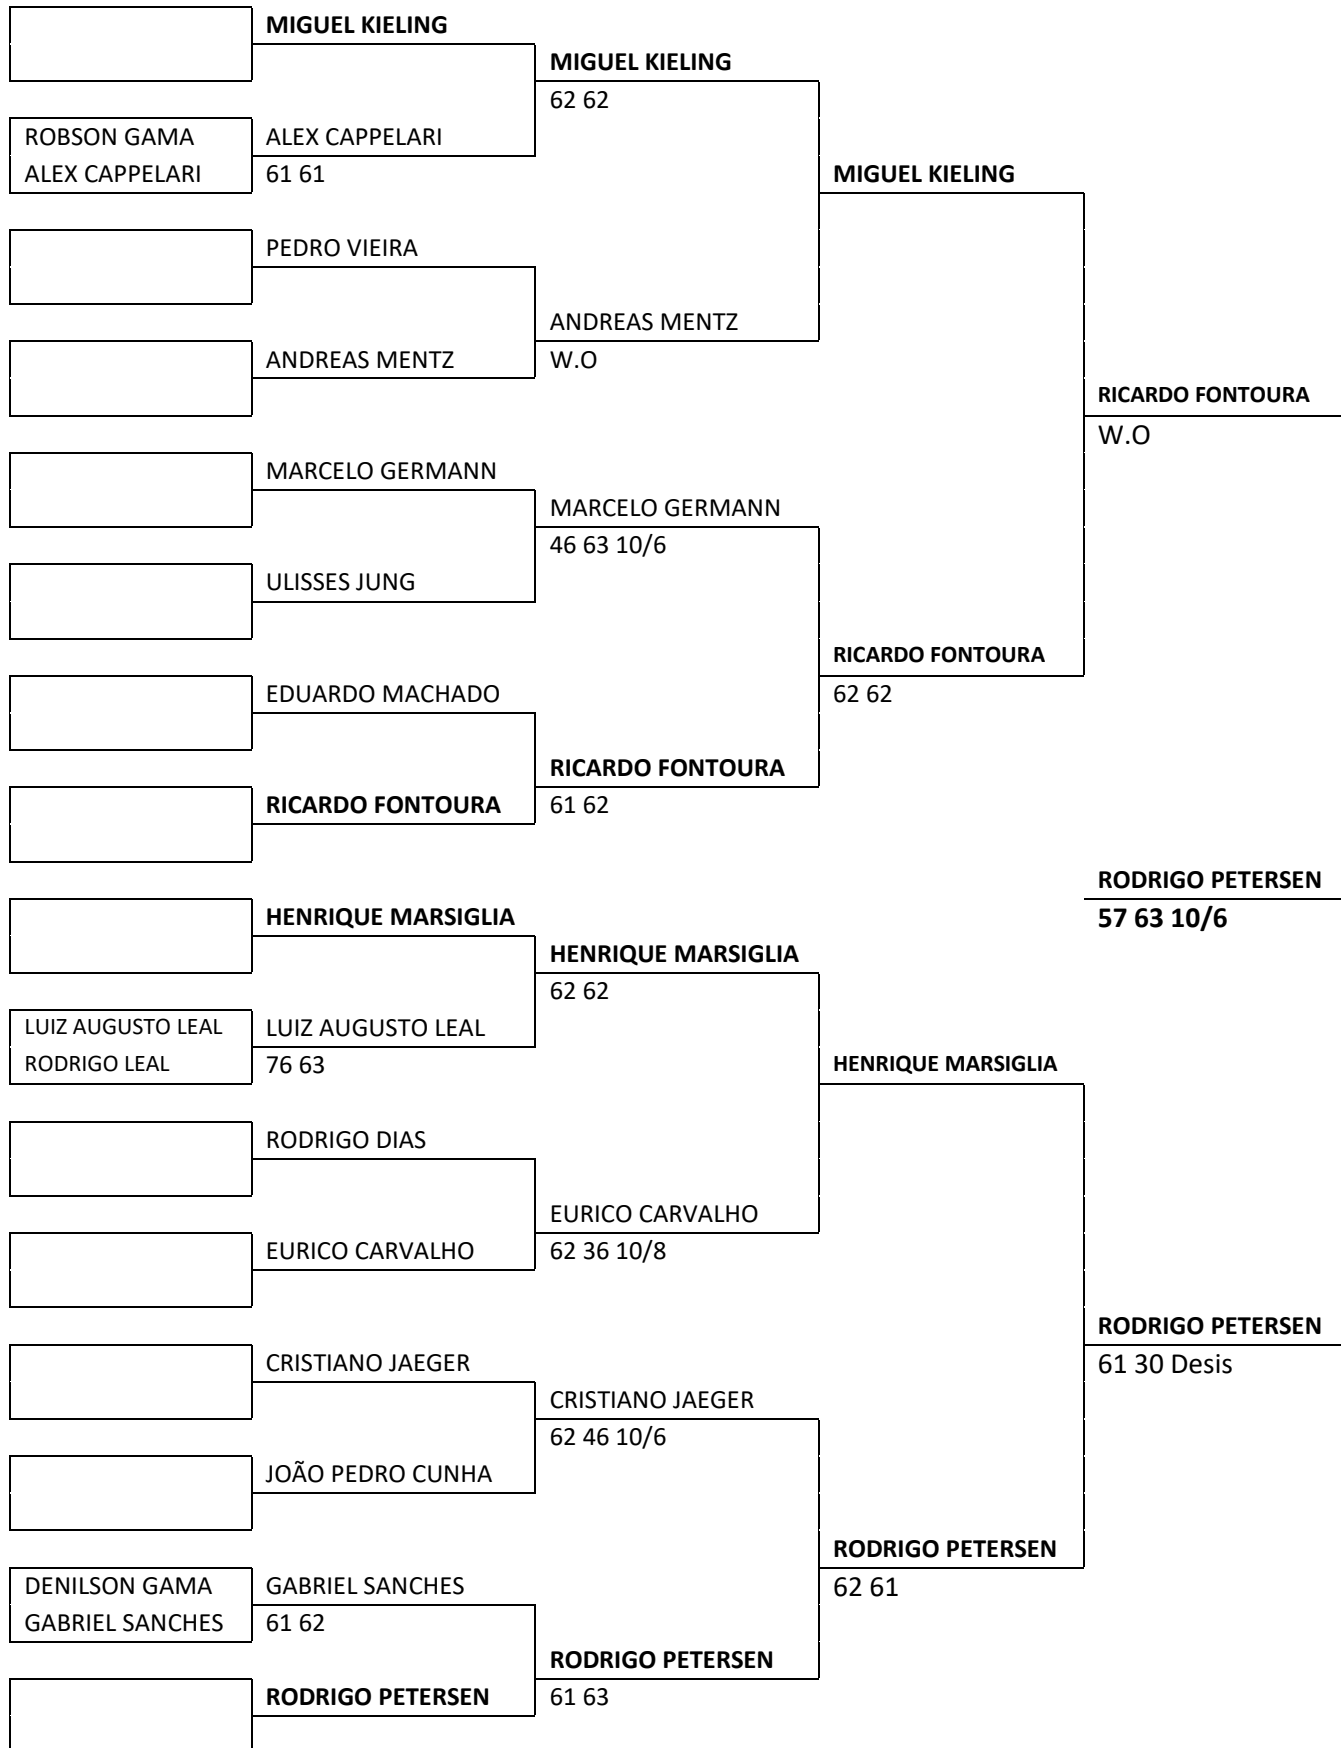 MIGUEL KIELING
MIGUEL KIELING
62 62
ROBSON GAMA
ALEX CAPPELARI
ALEX CAPPELARI
61 61
MIGUEL KIELING
PEDRO VIEIRA
ANDREAS MENTZ
W.O
ANDREAS MENTZ
RICARDO FONTOURA
W.O
MARCELO GERMANN
MARCELO GERMANN
46 63 10/6
ULISSES JUNG
RICARDO FONTOURA
62 62
EDUARDO MACHADO
RICARDO FONTOURA
61 62
RICARDO FONTOURA
RODRIGO PETERSEN
57 63 10/6
HENRIQUE MARSIGLIA
HENRIQUE MARSIGLIA
62 62
LUIZ AUGUSTO LEAL
RODRIGO LEAL
LUIZ AUGUSTO LEAL
76 63
HENRIQUE MARSIGLIA
RODRIGO DIAS
EURICO CARVALHO
62 36 10/8
EURICO CARVALHO
RODRIGO PETERSEN
61 30 Desis
CRISTIANO JAEGER
CRISTIANO JAEGER
62 46 10/6
JOÃO PEDRO CUNHA
RODRIGO PETERSEN
62 61
DENILSON GAMA
GABRIEL SANCHES
GABRIEL SANCHES
61 62
RODRIGO PETERSEN
61 63
RODRIGO PETERSEN